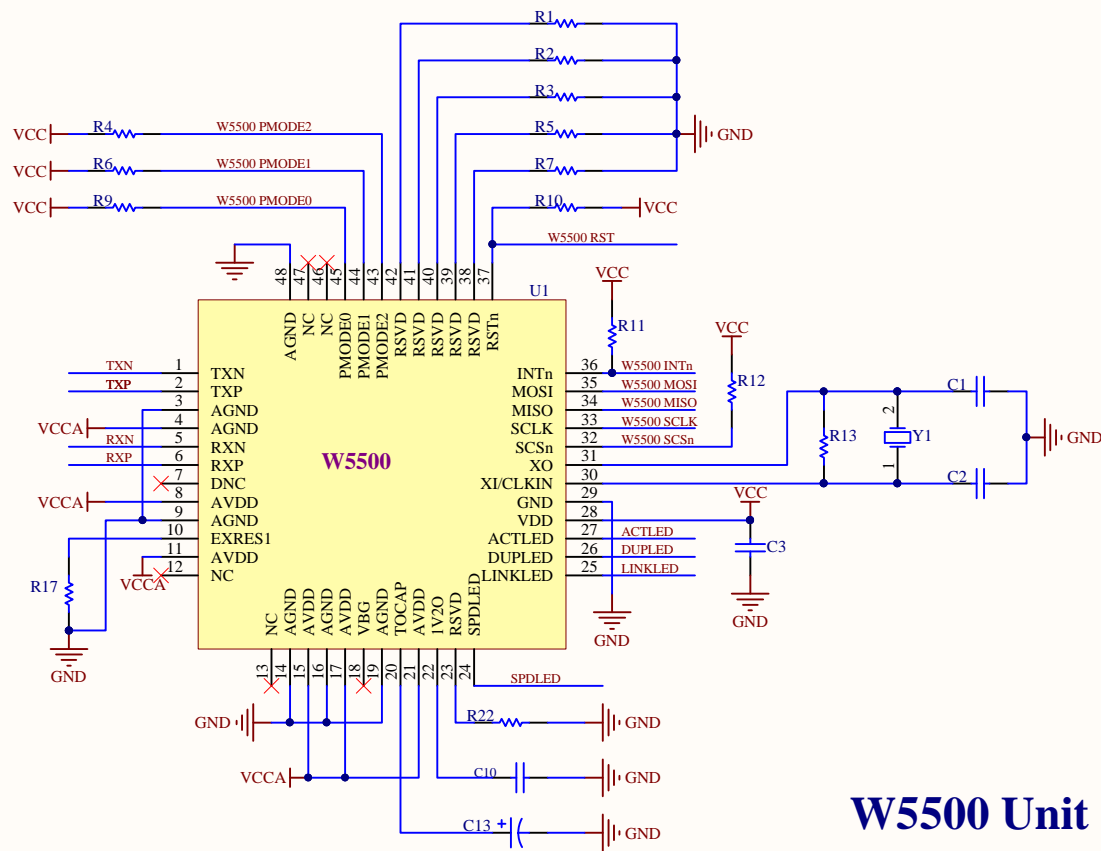 R1
R2
R3
R4
VCC
W5500 PMODE2
R5
GND
R6
VCC
W5500 PMODE1
R7
R9
VCC
W5500 PMODE0
R10
VCC
W5500 RST
48 47 46 45 44 43 42 41 40 39 38 37
U1
AGND NC NC PMODE0 PMODE1 PMODE2 RSVD RSVD RSVD RSVD RSVD RSTn
VCC
R11
VCC
R12
TXN 1 TXN
TXP 2 TXP
3 AGND
VCCA 4 AGND
RXN 5 RXN
RXP 6 RXP
7 DNC
VCCA 8 AVDD
9 AGND
10 EXRES1
11 AVDD
VCCA
12 NC
R17
GND
W5500
INTn 36 W5500 INTn
MOSI 35 W5500 MOSI
MISO 34 W5500 MISO
SCLK 33 W5500 SCLK
SCSn 32 W5500 SCSn
XO 31
XI/CLKIN 30
GND 29
VDD 28
ACTLED 27 ACTLED
DUPLED 26 DUPLED
LINKLED 25 LINKLED
GND
R13
2
Y1
1
C1
C2
GND
VCC
C3
GND
NC AGND AVDD AGND AVDD VBG AGND TOCAP AVDD 1V2O RSVD SPDLED
13 14 15 16 17 18 19 20 21 22 23 24
SPDLED
GND
R22
GND
VCCA
C10
GND
C13 +
GND
W5500 Unit